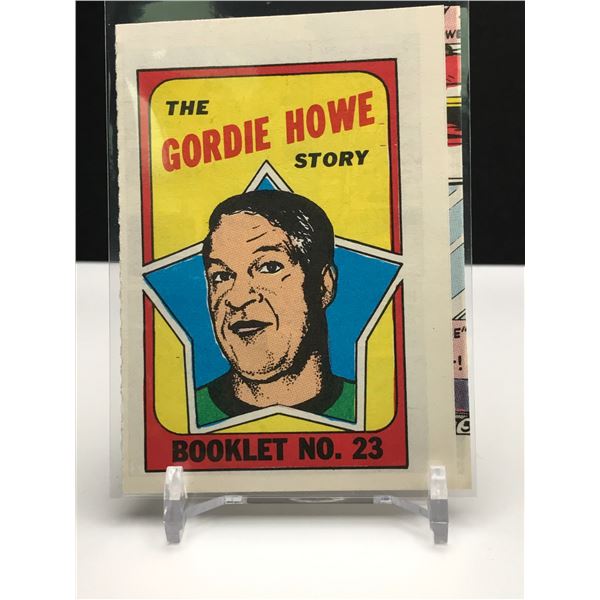 THE
GORDIE HOWE
STORY
BOOKLET NO. 23